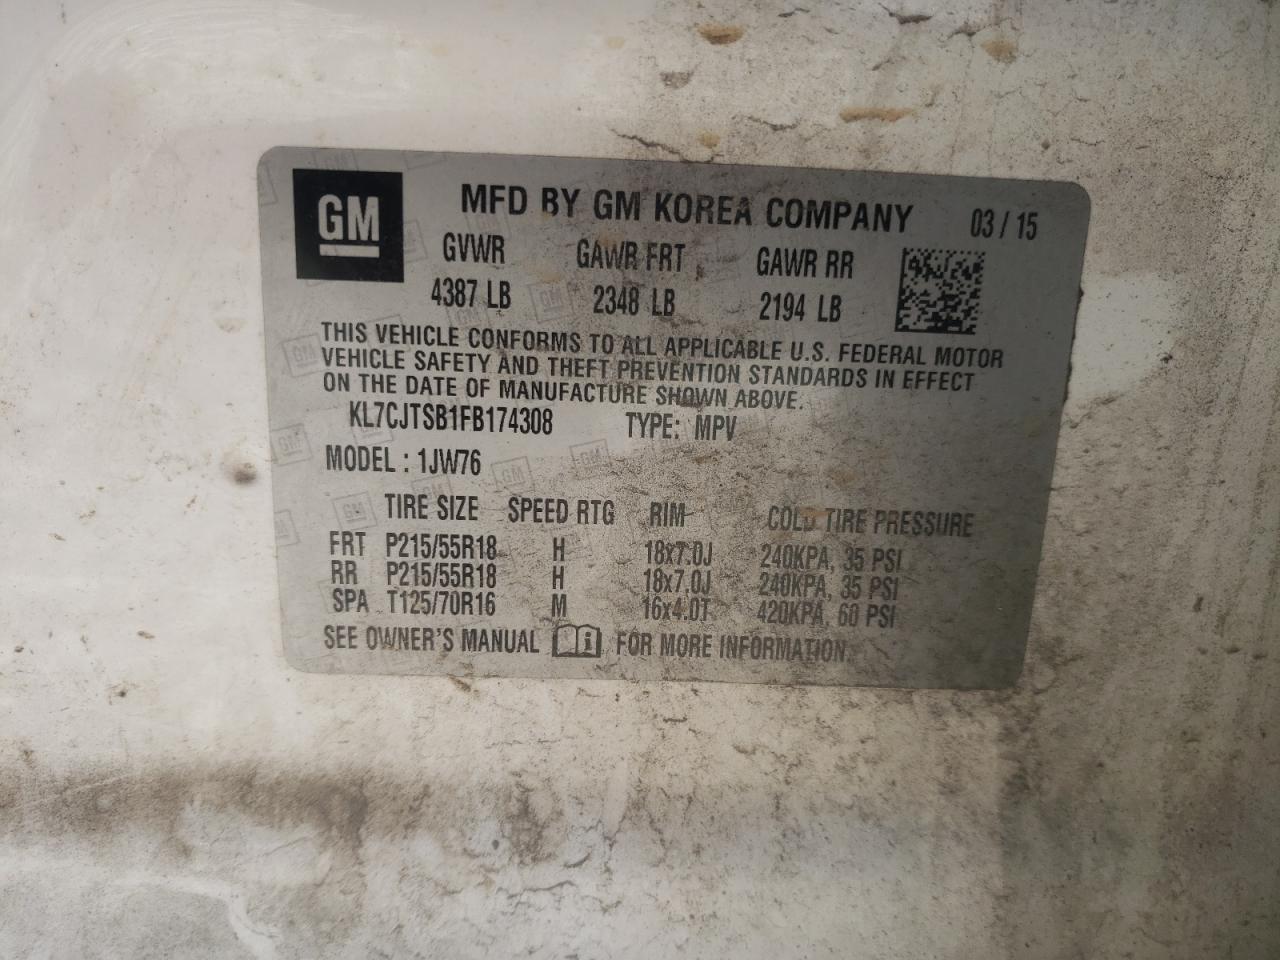 GM
MFD BY GM KOREA COMPANY 03 / 15
GVWR GAWR FRT GAWR RR
4387 LB 2348 LB 2194 LB
THIS VEHICLE CONFORMS TO ALL APPLICABLE U.S. FEDERAL MOTOR
VEHICLE SAFETY AND THEFT PREVENTION STANDARDS IN EFFECT
ON THE DATE OF MANUFACTURE SHOWN ABOVE.
KL7CJTSB1FB174308 TYPE: MPV
MODEL : 1JW76
TIRE SIZE SPEED RTG RIM COLD TIRE PRESSURE
FRT P215/55R18 H 18x7.0J 240KPA, 35 PSI
RR P215/55R18 H 18x7.0J 240KPA, 35 PSI
SPA T125/70R16 M 16x4.0T 420KPA, 60 PSI
SEE OWNER'S MANUAL i FOR MORE INFORMATION.